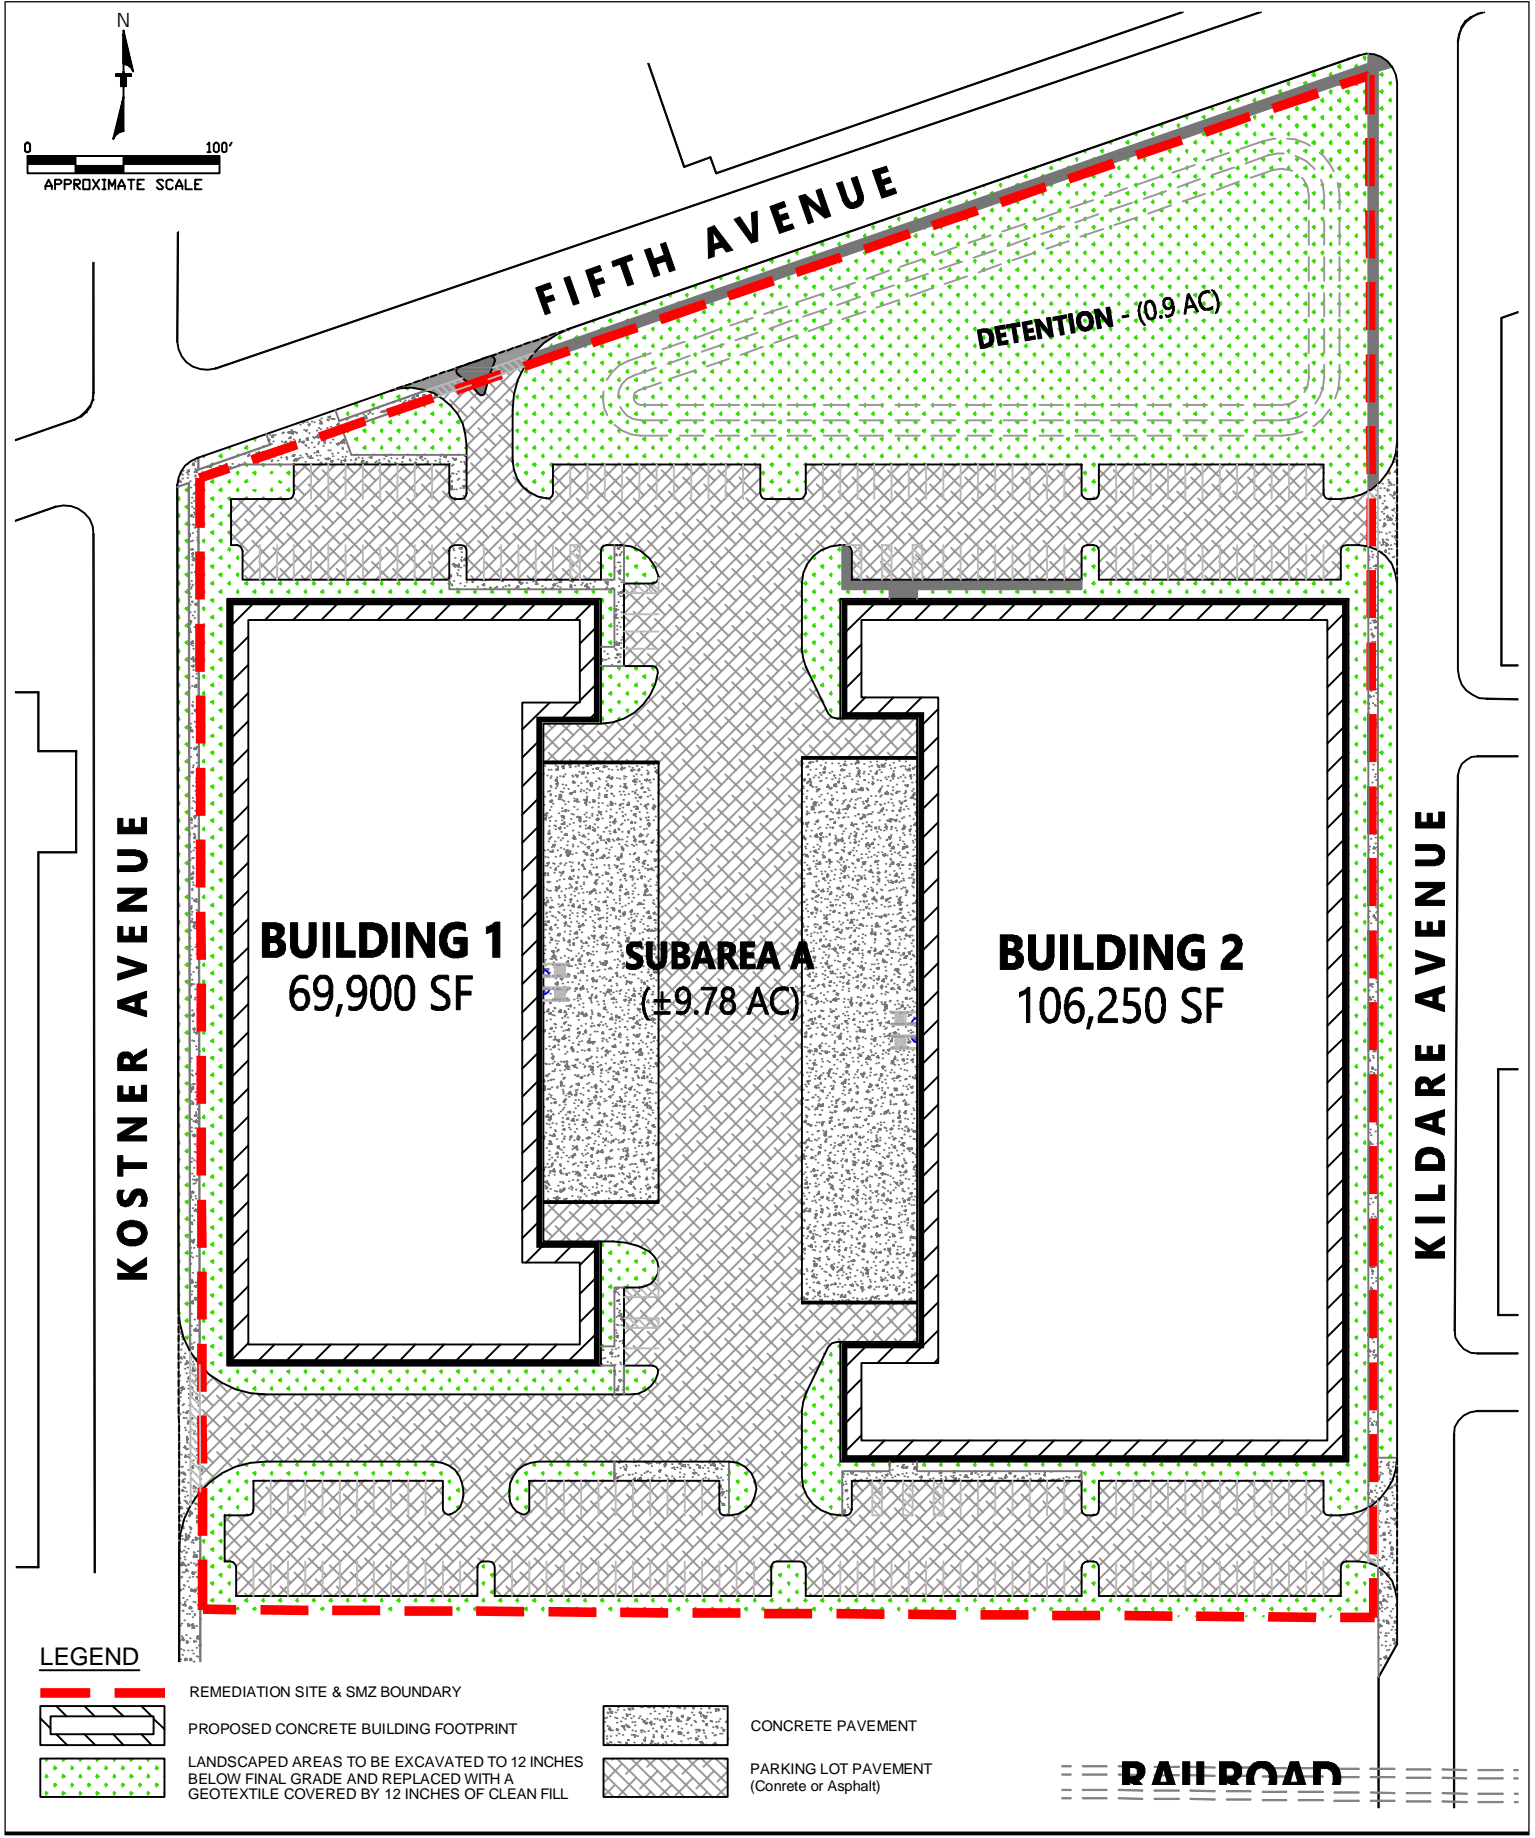 N
0 100'
APPROXIMATE SCALE
FIFTH AVENUE
DETENTION - (0.9 AC)
KOSTNER AVENUE
BUILDING 1
69,900 SF
SUBAREA A
(±9.78 AC)
BUILDING 2
106,250 SF
KILDARE AVENUE
LEGEND
REMEDIATION SITE & SMZ BOUNDARY
PROPOSED CONCRETE BUILDING FOOTPRINT
LANDSCAPED AREAS TO BE EXCAVATED TO 12 INCHES
BELOW FINAL GRADE AND REPLACED WITH A
GEOTEXTILE COVERED BY 12 INCHES OF CLEAN FILL
CONCRETE PAVEMENT
PARKING LOT PAVEMENT
(Conrete or Asphalt)
RAILROAD